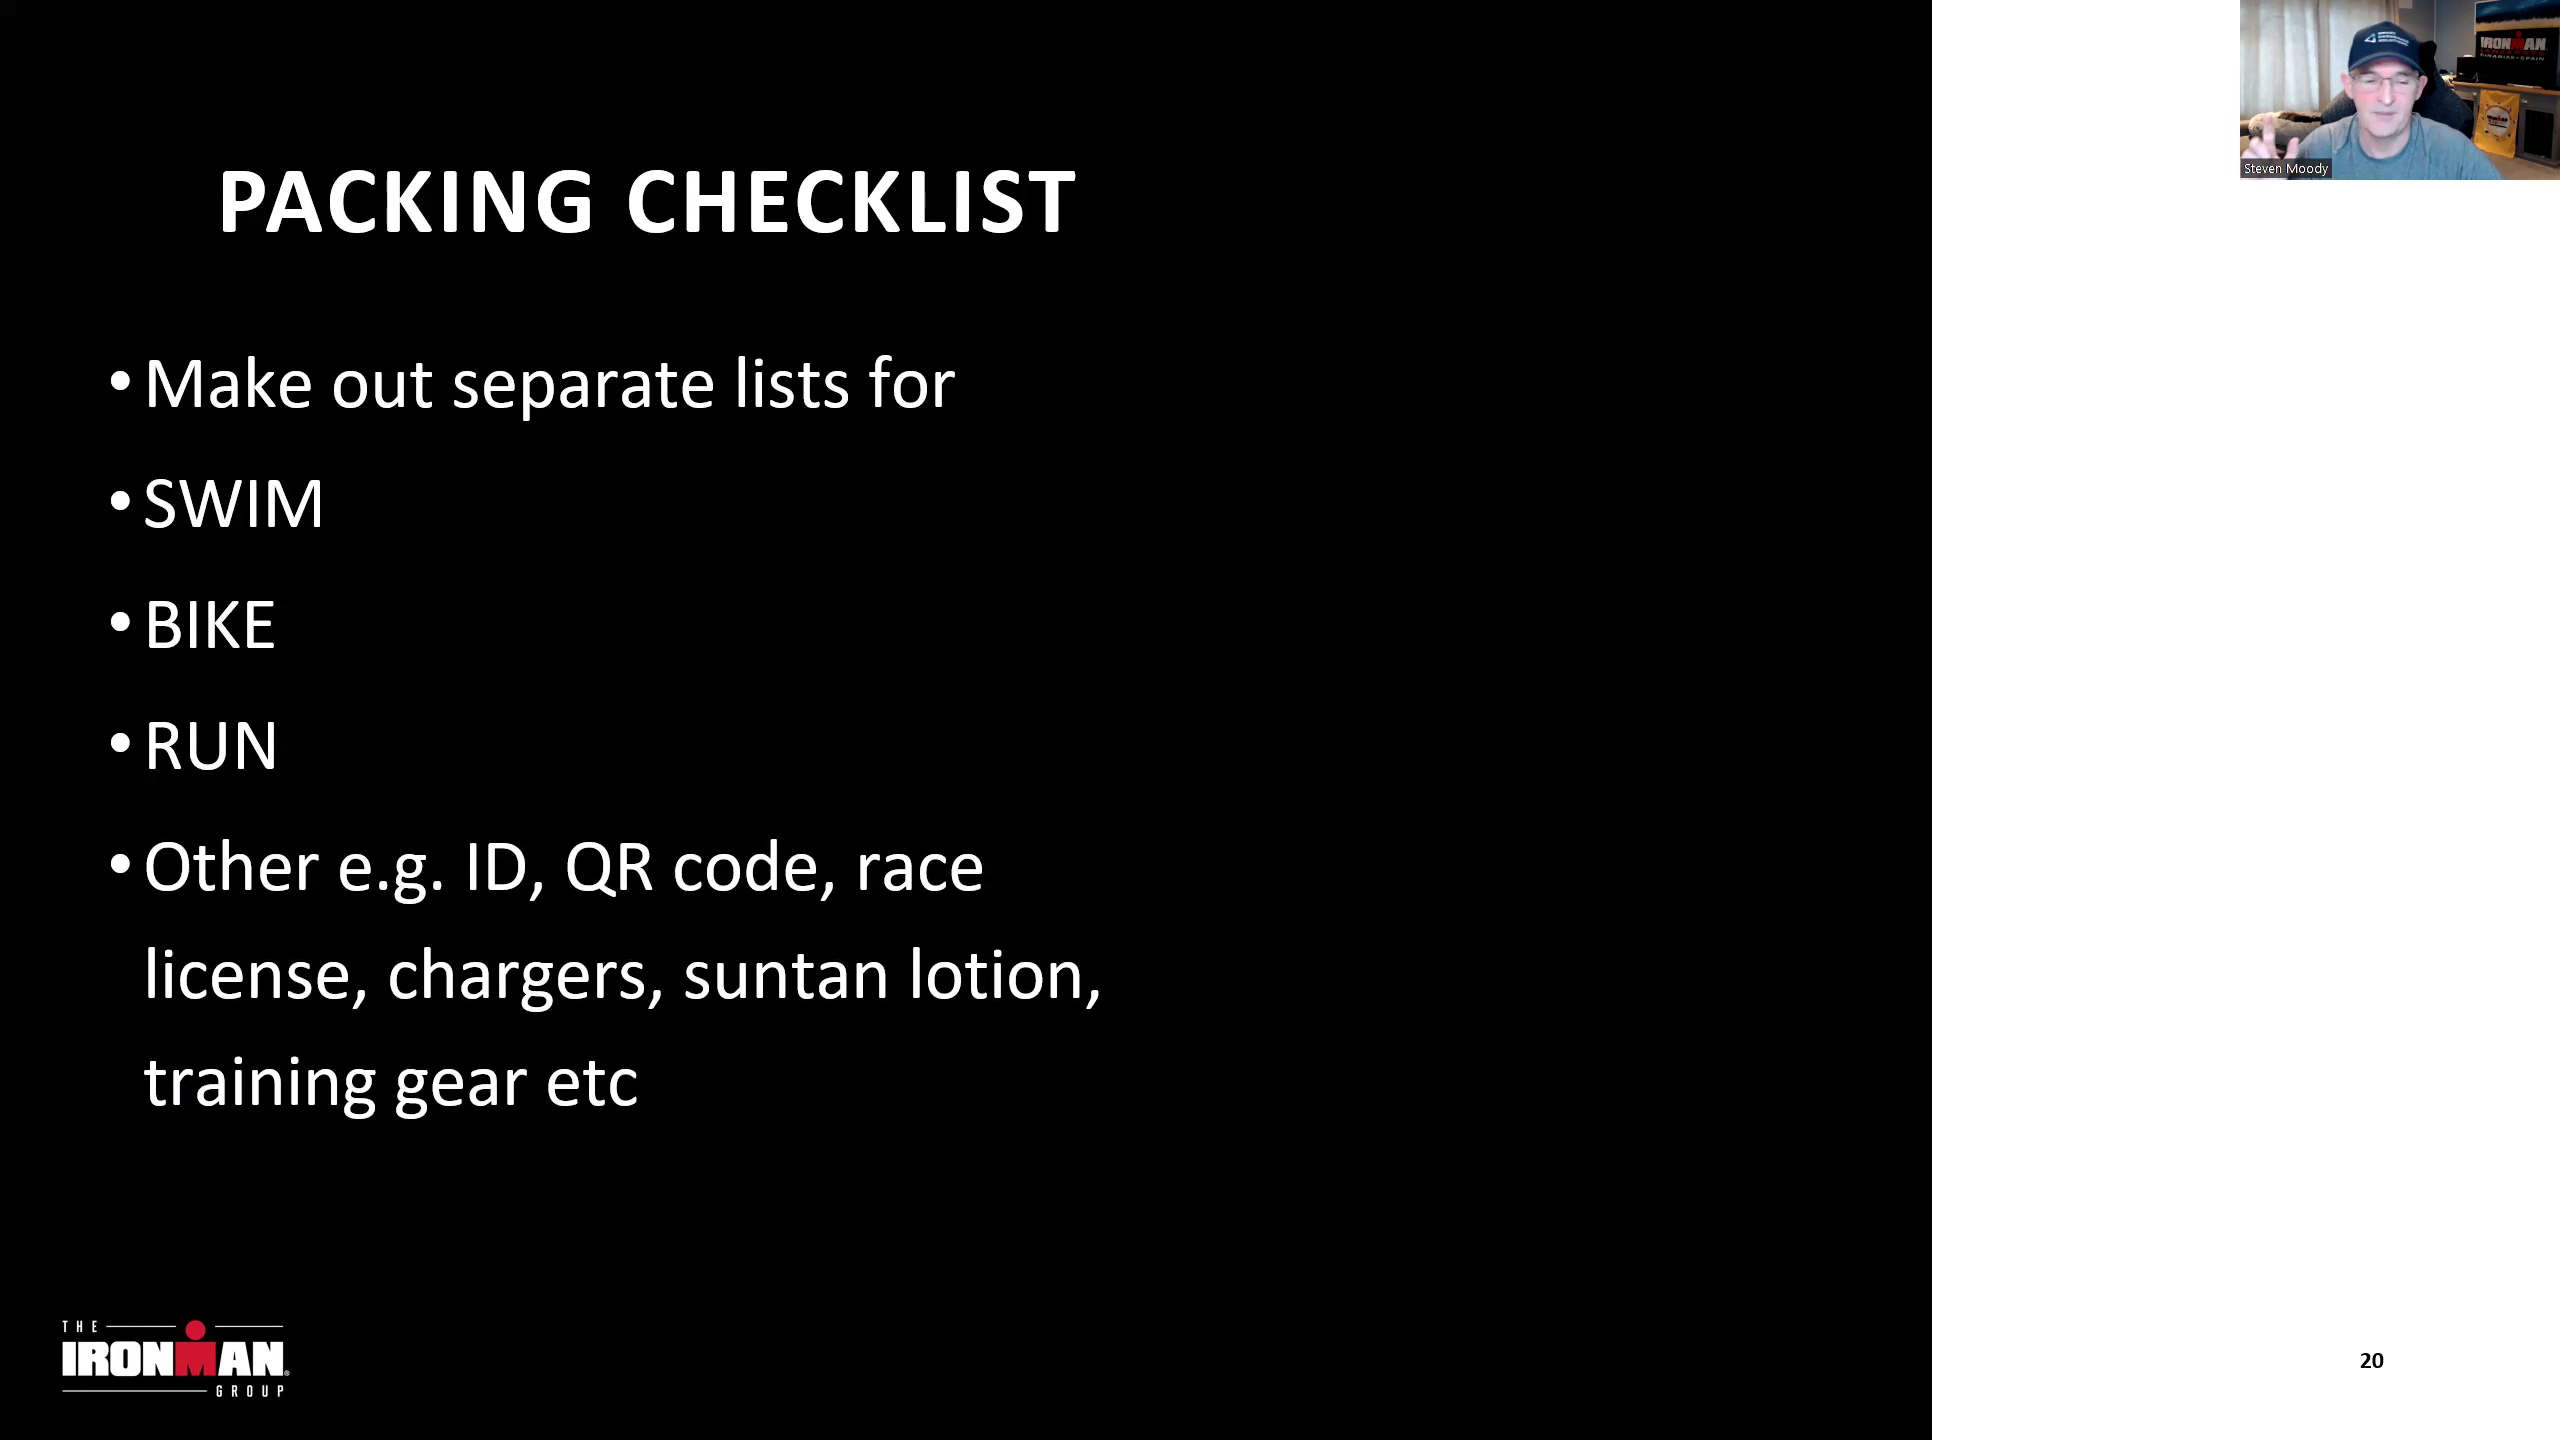 PACKING CHECKLIST
• Make out separate lists for
• SWIM
• BIKE
• RUN
• Other e.g. ID, QR code, race
license, chargers, suntan lotion,
training gear etc
THE
IRONMAN
GROUP
20
Steven Moody
IRONMAN